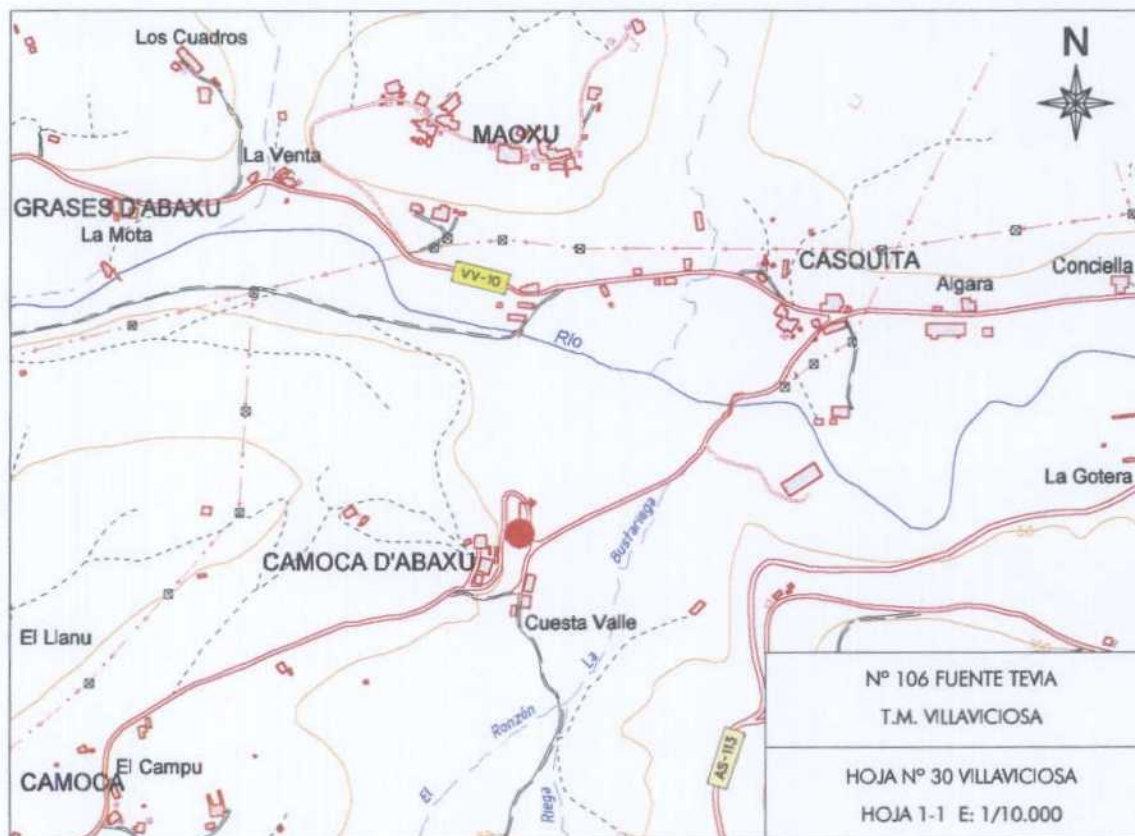 Los Cuadros
N
MAOXU
La Venta
GRASES D'ABAXU
La Mota
CASQUITA
Conciella
Algara
VV-10
Río
La Gotera
Bustariega
CAMOCA D'ABAXU
Cuesta Valle
El Llanu
La
Ronzón
El
Riega
AS-113
CAMOCA
El Campu
50
Nº 106 FUENTE TEVIA
T.M. VILLAVICIOSA
HOJA Nº 30 VILLAVICIOSA
HOJA 1-1 E: 1/10.000